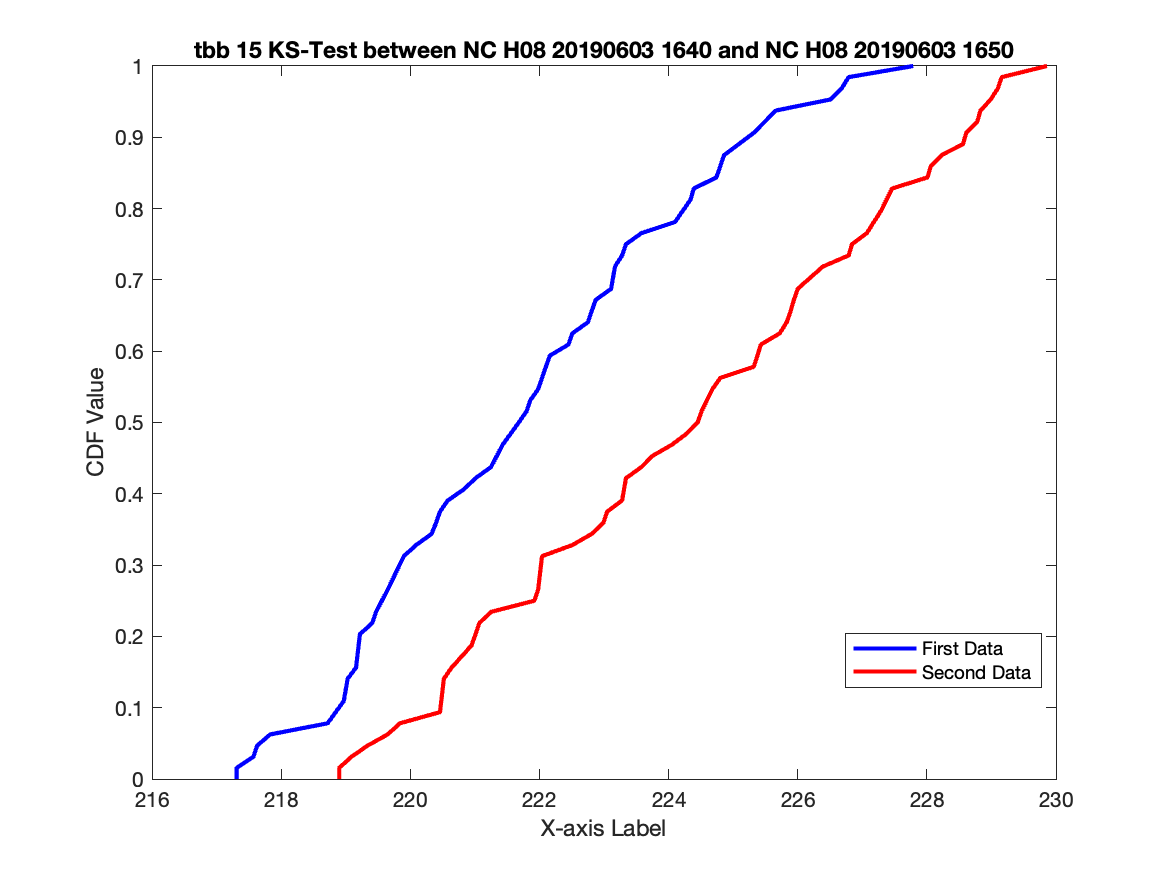 tbb 15 KS-Test between NC H08 20190603 1640 and NC H08 20190603 1650
1
0.9
0.8
0.7
0.6
0.5
0.4
0.3
0.2
0.1
0
CDF Value
First Data
Second Data
216 218 220 222 224 226 228 230
X-axis Label